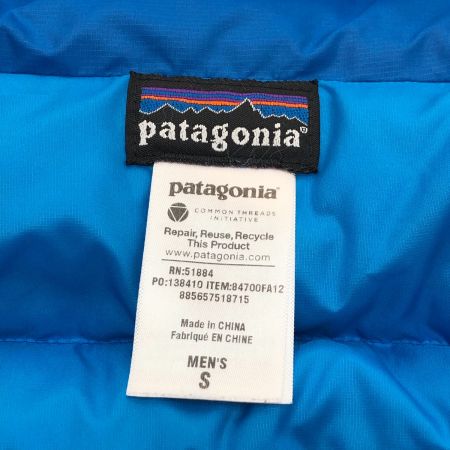 patagonia®
patagonia®
COMMON THREADS
INITIATIVE
Repair, Reuse, Recycle
This Product
www.patagonia.com
RN:51884
PO:138410 ITEM:84700FA12
885657518715
Made in CHINA
Fabriqué EN CHINE
MEN'S
S